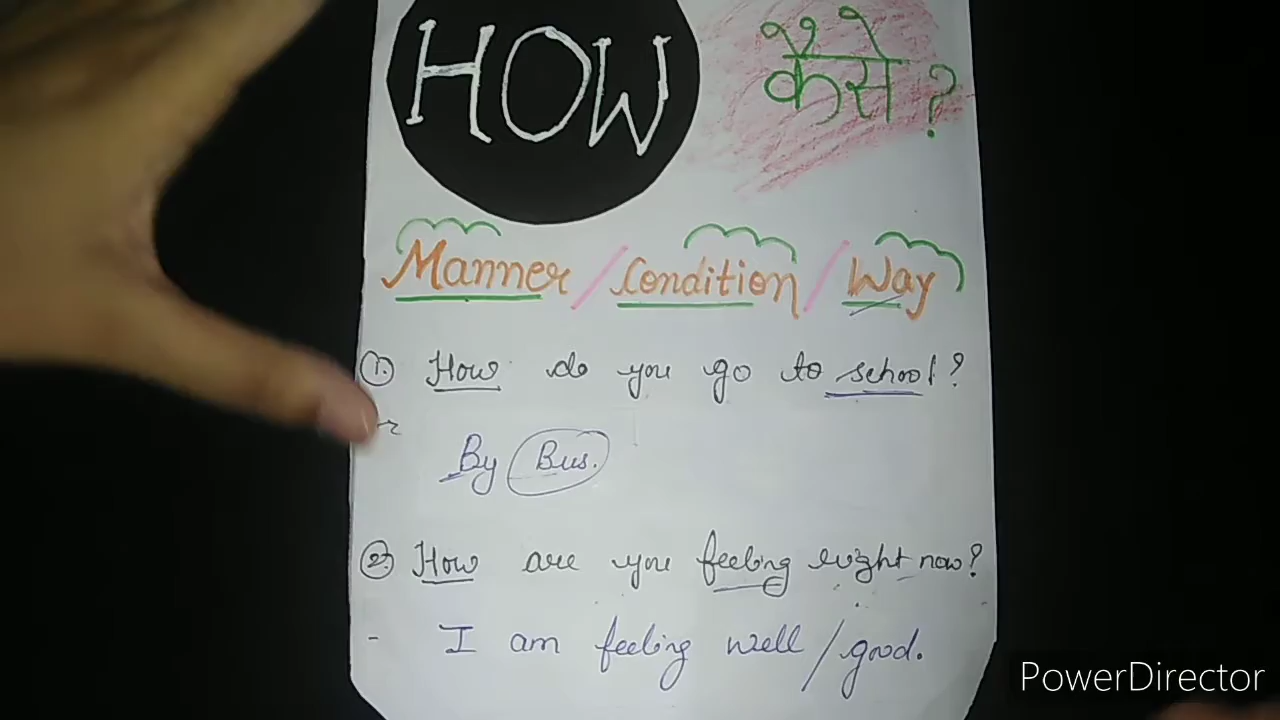 HOW
कैसे ?
Manner / Condition / Way
1. How do you go to school?
By Bus.
2. How are you feeling right now?
- I am feeling well / good.
PowerDirector